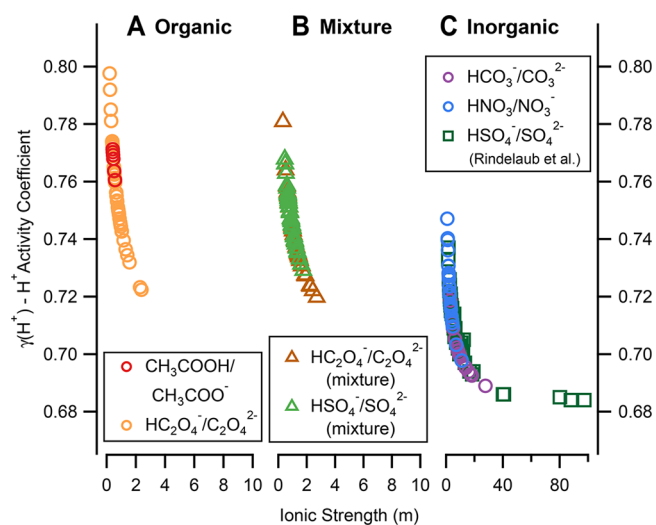 A Organic
B Mixture
C Inorganic
HCO₃⁻/CO₃²⁻
HNO₃/NO₃⁻
HSO₄⁻/SO₄²⁻
(Rindelaub et al.)
0.80
0.78
0.76
0.74
0.72
0.70
0.68
γ(H⁺) - H⁺ Activity Coefficient
0.80
0.78
0.76
0.74
0.72
0.70
0.68
CH₃COOH/
CH₃COO⁻
HC₂O₄⁻/C₂O₄²⁻
HC₂O₄⁻/C₂O₄²⁻
(mixture)
HSO₄⁻/SO₄²⁻
(mixture)
0 2 4 6 8 10
0 2 4 6 8 10
0 40 80
Ionic Strength (m)